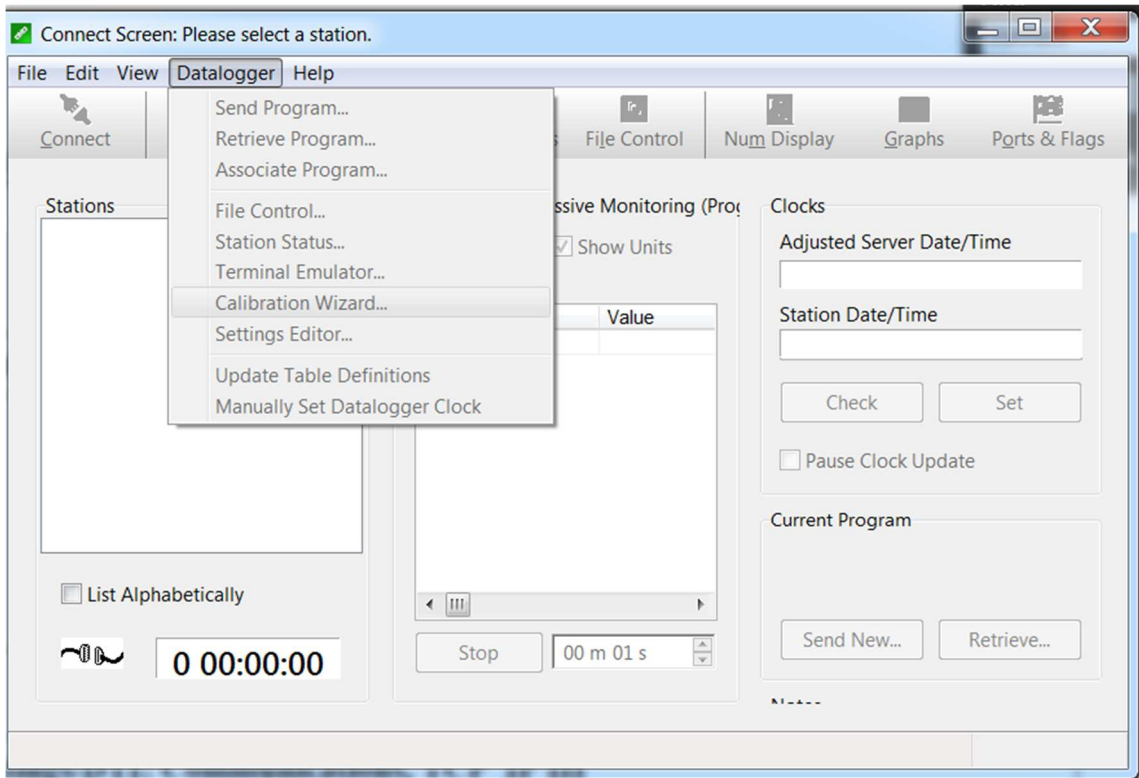 Connect Screen: Please select a station.
File Edit View Datalogger Help
Connect
File Control
Num Display
Graphs
Ports & Flags
Send Program...
Retrieve Program...
Associate Program...
File Control...
Station Status...
Terminal Emulator...
Calibration Wizard...
Settings Editor...
Update Table Definitions
Manually Set Datalogger Clock
Stations
List Alphabetically
0 00:00:00
Monitoring
Show Units
Value
Stop
00 m 01 s
Clocks
Adjusted Server Date/Time
Station Date/Time
Check
Set
Pause Clock Update
Current Program
Send New...
Retrieve...